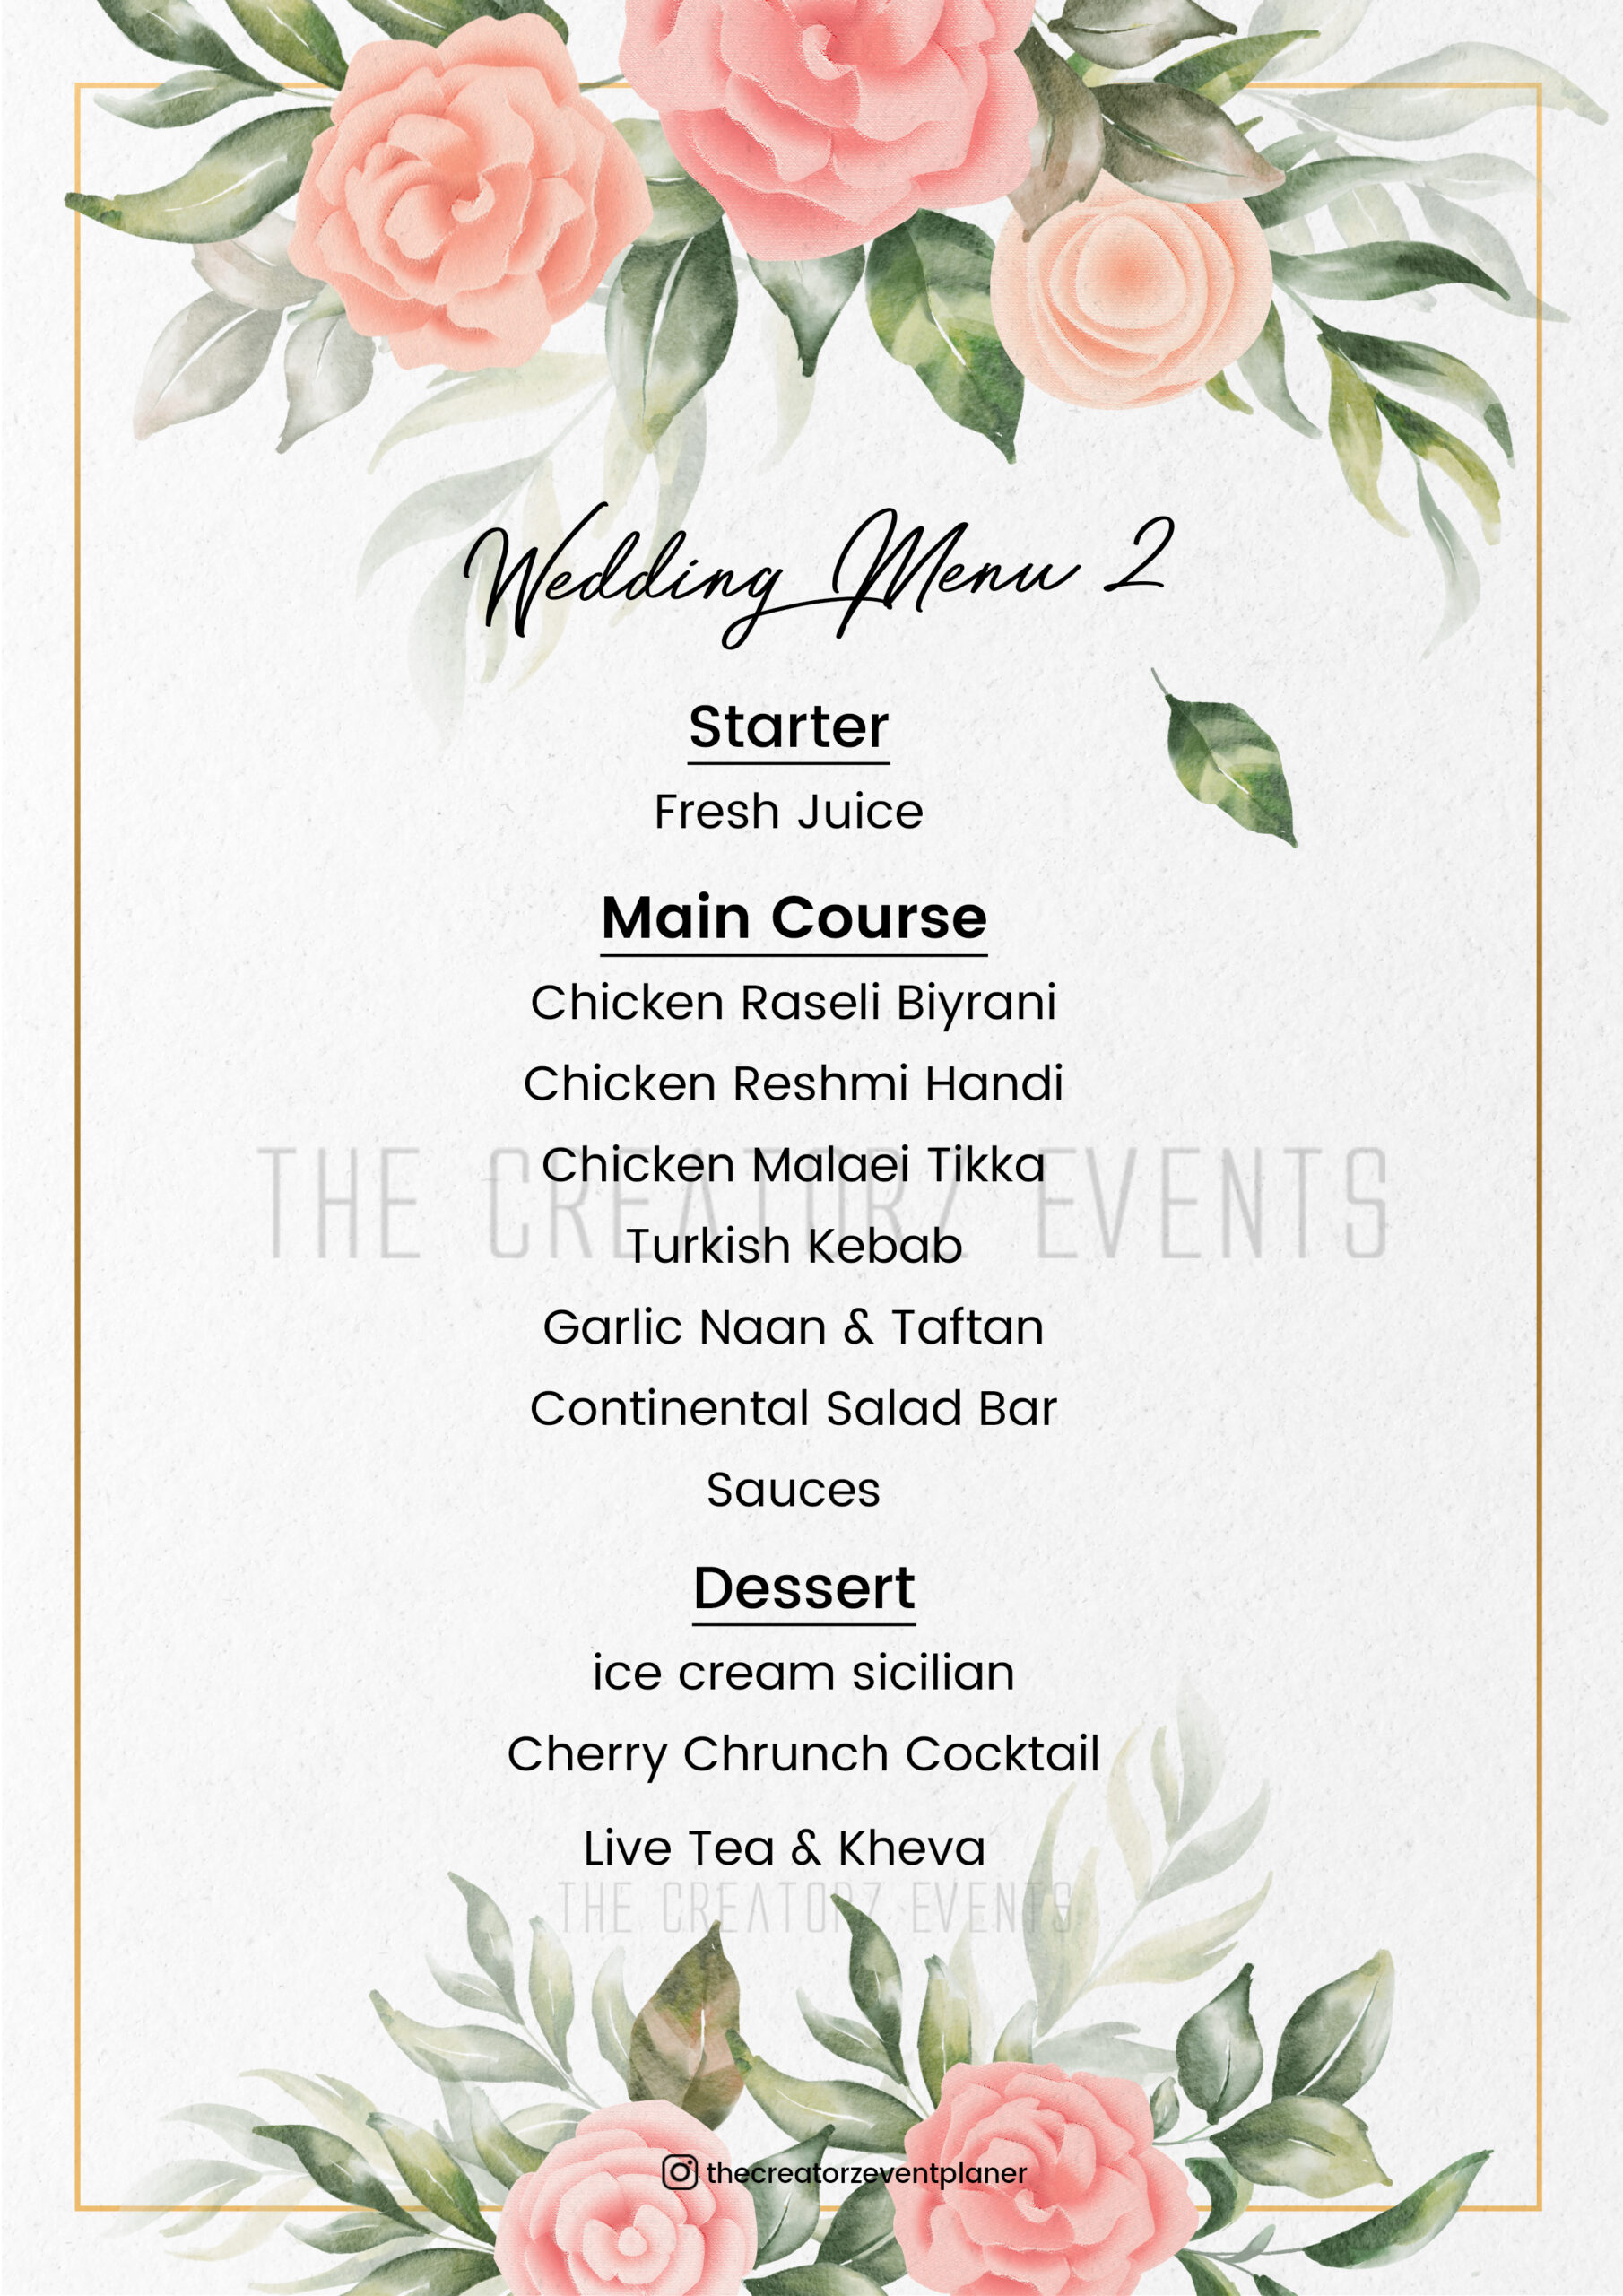 Wedding Menu 2
Starter
Fresh Juice
Main Course
Chicken Raseli Biyrani
Chicken Reshmi Handi
Chicken Malaei Tikka
THE CREATORZ EVENTS
Turkish Kebab
Garlic Naan & Taftan
Continental Salad Bar
Sauces
Dessert
ice cream sicilian
Cherry Chrunch Cocktail
Live Tea & Kheva
THE CREATORZ EVENTS
thecreatorzeventplaner